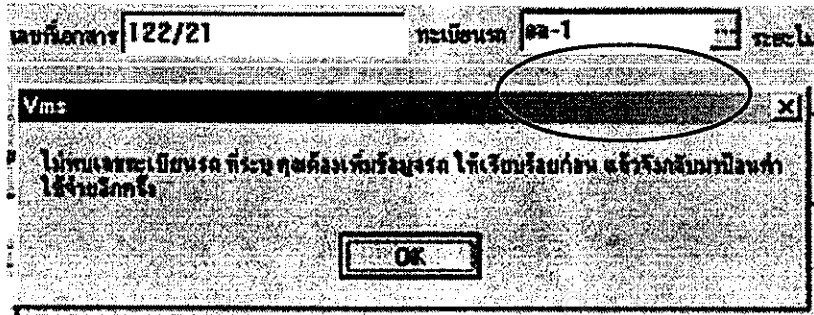 เลขที่เอกสาร 122/21 ทะเบียนรถ ออ-1
Vms
ไม่พบเลขทะเบียนรถ ที่ระบุ คุณต้องเพิ่มข้อมูลรถ ให้เรียบร้อยก่อน แล้วจึงกลับมาป้อนค่า
ใช้จ่ายอีกครั้ง
OK